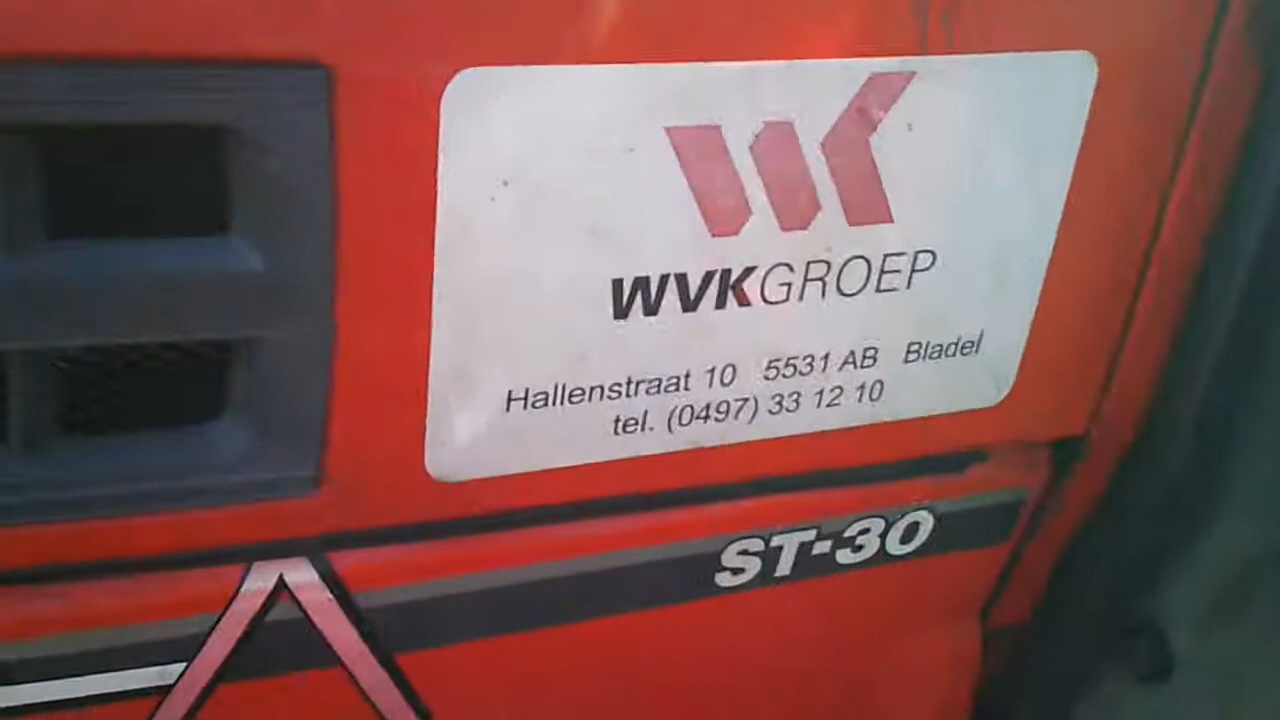 WVKGROEP
Hallenstraat 10 5531 AB Bladel
tel. (0497) 33 12 10
ST-30